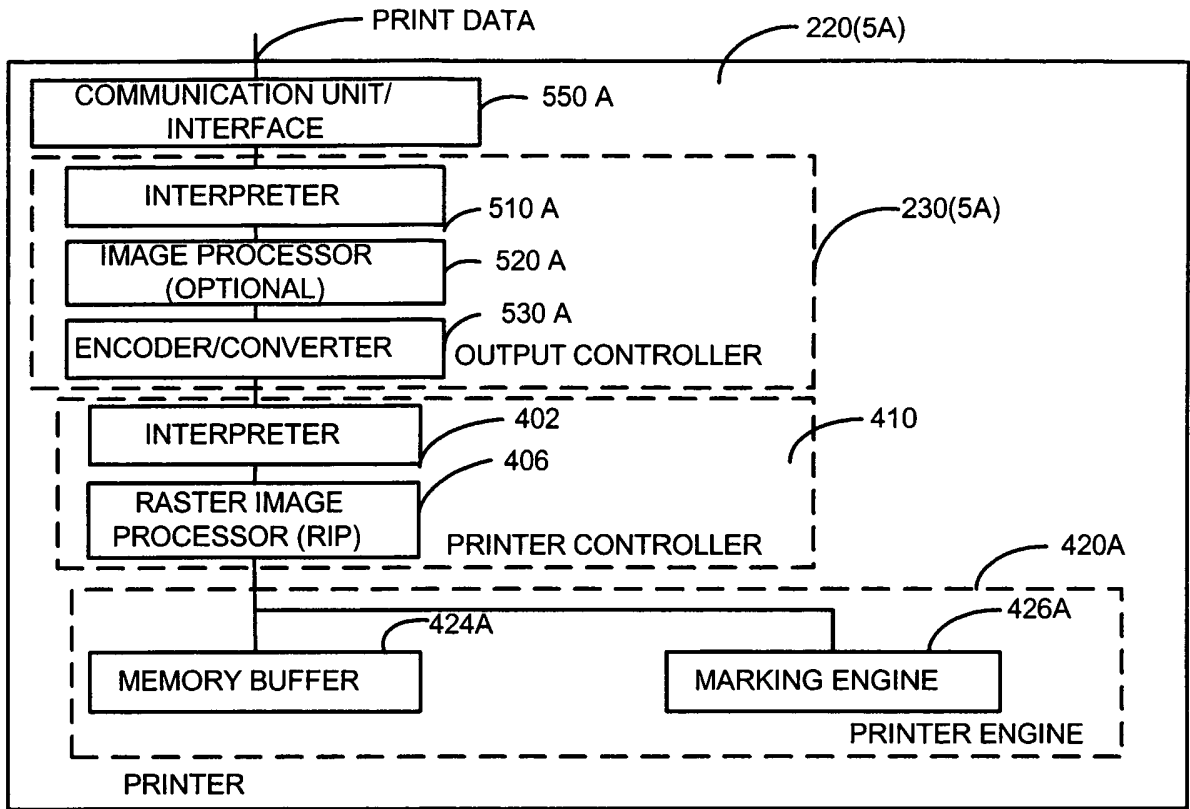 PRINT DATA
220(5A)
COMMUNICATION UNIT/
INTERFACE
550 A
INTERPRETER
510 A
230(5A)
IMAGE PROCESSOR
(OPTIONAL)
520 A
530 A
ENCODER/CONVERTER
OUTPUT CONTROLLER
INTERPRETER
402
410
406
RASTER IMAGE
PROCESSOR (RIP)
PRINTER CONTROLLER
420A
424A
426A
MEMORY BUFFER
MARKING ENGINE
PRINTER ENGINE
PRINTER